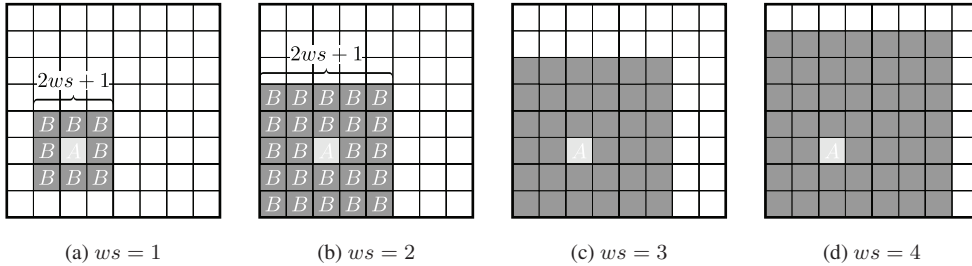 2ws + 1
B B B
B A B
B B B
(a) ws = 1
2ws + 1
B B B B B
B B B B B
B B A B B
B B B B B
B B B B B
(b) ws = 2
A
(c) ws = 3
A
(d) ws = 4